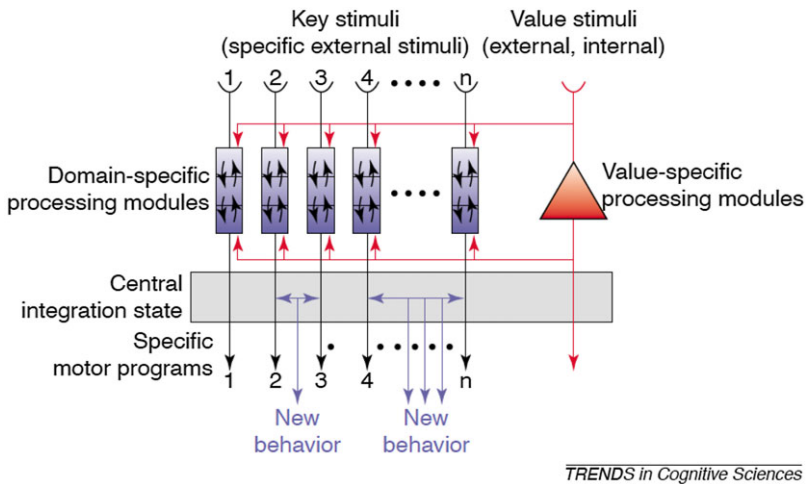 Key stimuli
(specific external stimuli)
Value stimuli
(external, internal)
1 2 3 4 •••• n
Domain-specific
processing modules
••••
Value-specific
processing modules
Central
integration state
Specific
motor programs
1 2 3 4 n
New
behavior
New
behavior
TRENDS in Cognitive Sciences